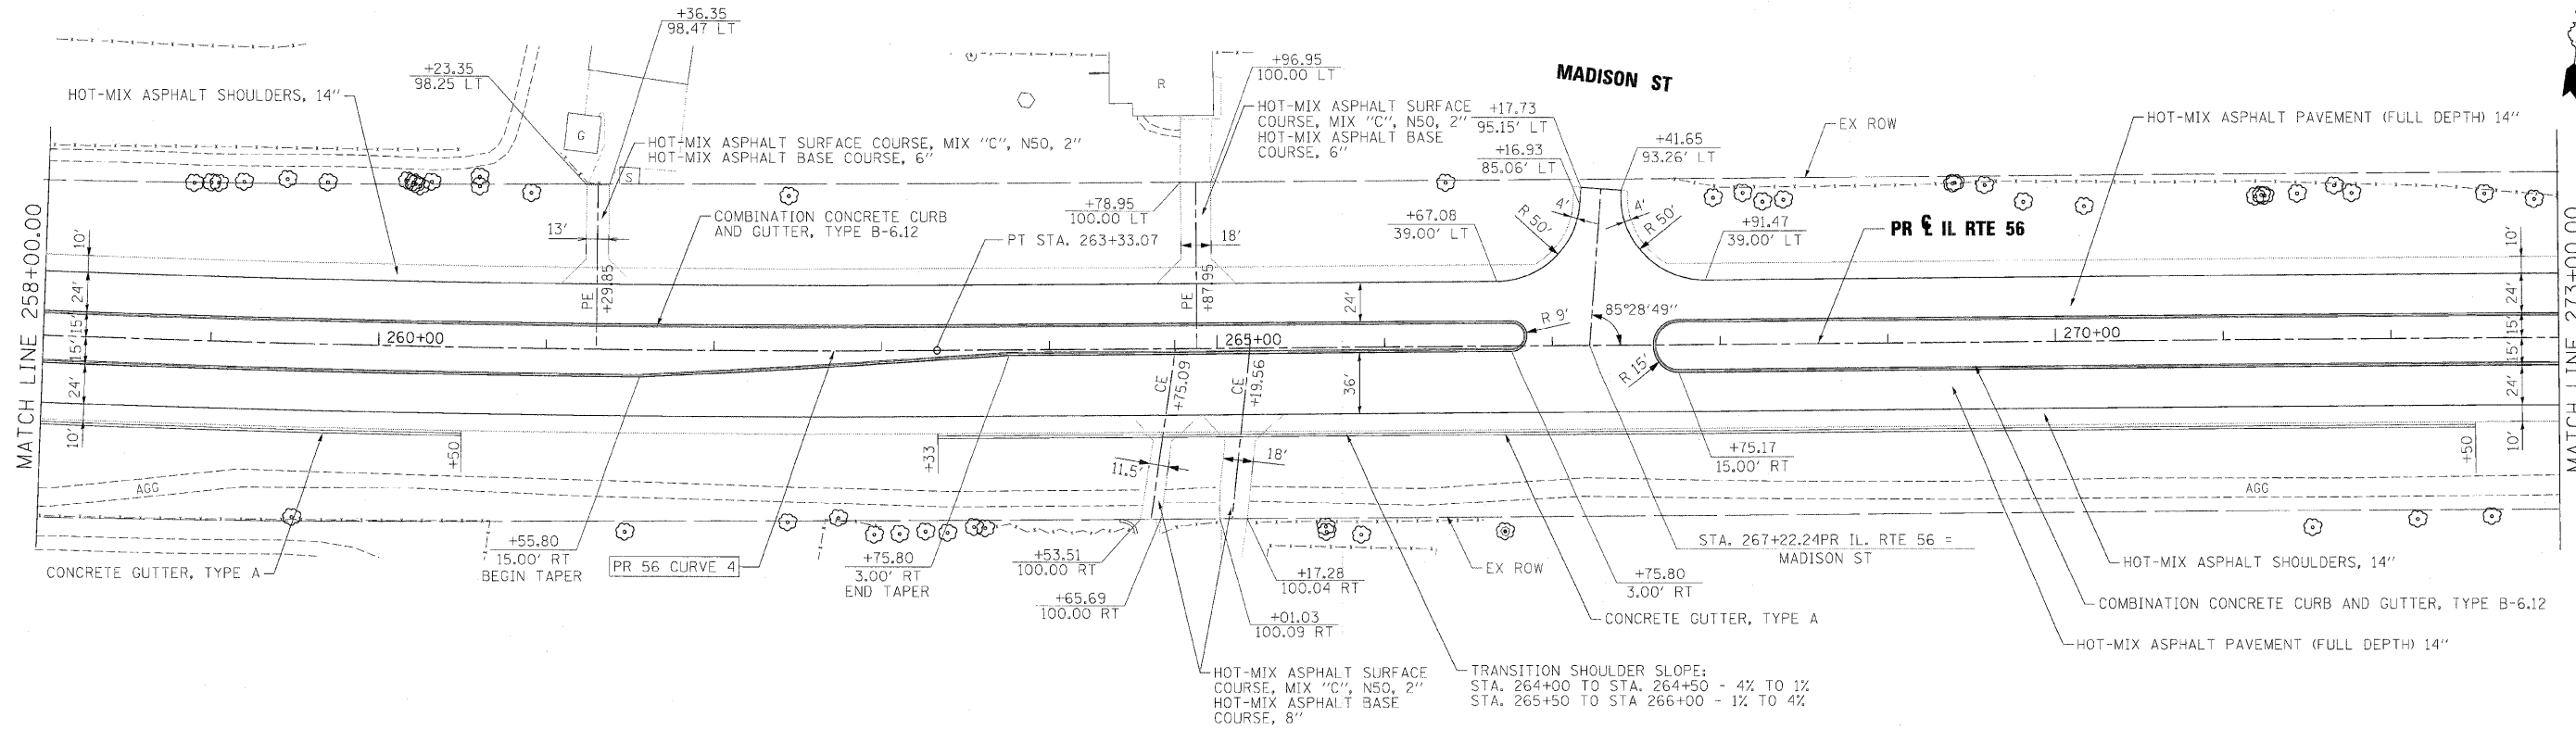 +36.35
98.47 LT
+23.35
98.25 LT
HOT-MIX ASPHALT SHOULDERS, 14"
G
S
R
HOT-MIX ASPHALT SURFACE COURSE, MIX "C", N50, 2"
HOT-MIX ASPHALT BASE COURSE, 6"
+96.95
100.00 LT
HOT-MIX ASPHALT SURFACE
COURSE, MIX "C", N50, 2"
HOT-MIX ASPHALT BASE
COURSE, 6"
MADISON ST
+17.73
95.15' LT
+16.93
85.06' LT
+41.65
93.26' LT
EX ROW
HOT-MIX ASPHALT PAVEMENT (FULL DEPTH) 14"
+78.95
100.00 LT
COMBINATION CONCRETE CURB
AND GUTTER, TYPE B-6.12
PT STA. 263+33.07
13'
18'
+67.08
39.00' LT
4'
4'
R 50'
R 50'
+91.47
39.00' LT
PR ℄ IL RTE 56
MATCH LINE 258+00.00
10'
24'
15'
15'
24'
10'
PE
+29.85
PE
+87.95
24'
R 9'
85°28'49"
R 15'
260+00
265+00
270+00
CE
+75.09
CE
+19.56
36'
10'
24'
15'
15'
24'
10'
MATCH LINE 273+00.00
+50
+33
11.5'
18'
+75.17
15.00' RT
+50
AGG
AGG
CONCRETE GUTTER, TYPE A
+55.80
15.00' RT
BEGIN TAPER
PR 56 CURVE 4
+75.80
3.00' RT
END TAPER
+53.51
100.00 RT
+65.69
100.00 RT
+17.28
100.04 RT
+01.03
100.09 RT
EX ROW
STA. 267+22.24PR IL. RTE 56 =
MADISON ST
+75.80
3.00' RT
CONCRETE GUTTER, TYPE A
HOT-MIX ASPHALT SHOULDERS, 14"
COMBINATION CONCRETE CURB AND GUTTER, TYPE B-6.12
HOT-MIX ASPHALT PAVEMENT (FULL DEPTH) 14"
HOT-MIX ASPHALT SURFACE
COURSE, MIX "C", N50, 2"
HOT-MIX ASPHALT BASE
COURSE, 8"
TRANSITION SHOULDER SLOPE:
STA. 264+00 TO STA. 264+50 - 4% TO 1%
STA. 265+50 TO STA 266+00 - 1% TO 4%